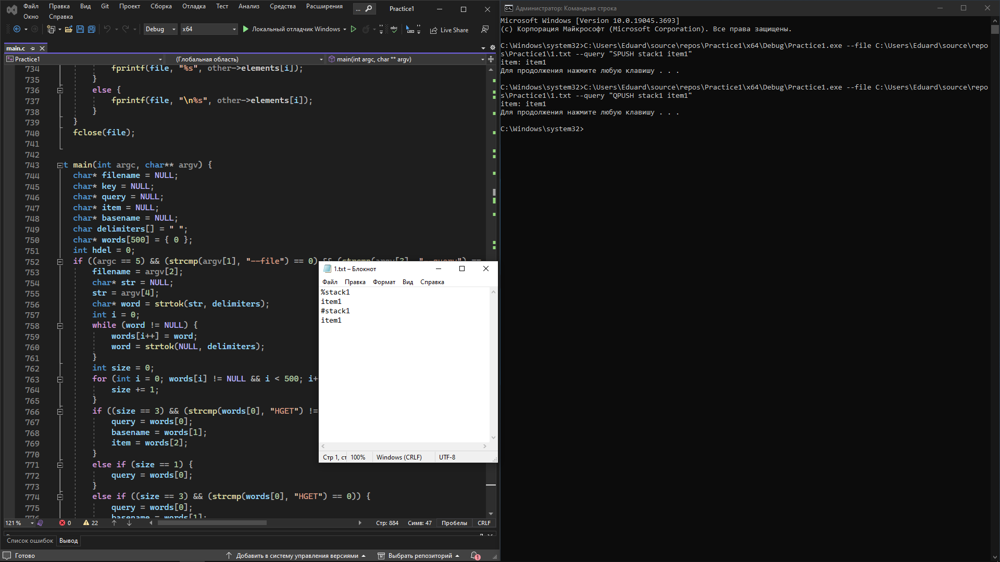 Файл Правка Вид Git Проект Сборка Отладка Тест Анализ Средства Расширения
Окно Справка
... Practice1
Debug x64 Локальный отладчик Windows Live Share
main.c
Practice1 (Глобальная область) main(int argc, char ** argv)
734 fprintf(file, "%s", other->elements[i]);
735 }
736 else {
737 fprintf(file, "\n%s", other->elements[i]);
738 }
739 }
740 fclose(file);
741
742
743 t main(int argc, char** argv) {
744 char* filename = NULL;
745 char* key = NULL;
746 char* query = NULL;
747 char* item = NULL;
748 char* basename = NULL;
749 char delimiters[] = " ";
750 char* words[500] = { 0 };
751 int hdel = 0;
752 if ((argc == 5) && (strcmp(argv[1], "--file") == 0) && (strcmp(argv[3], "--query") ==
753 filename = argv[2];
754 char* str = NULL;
755 str = argv[4];
756 char* word = strtok(str, delimiters);
757 int i = 0;
758 while (word != NULL) {
759 words[i++] = word;
760 word = strtok(NULL, delimiters);
761 }
762 int size = 0;
763 for (int i = 0; words[i] != NULL && i < 500; i+
764 size += 1;
765 }
766 if ((size == 3) && (strcmp(words[0], "HGET") !=
767 query = words[0];
768 basename = words[1];
769 item = words[2];
770 }
771 else if (size == 1) {
772 query = words[0];
773 }
774 else if ((size == 3) && (strcmp(words[0], "HGET") == 0)) {
775 query = words[0];
776 basename = words[1];
121 % 0 22 Стр: 884 Симв: 47 Пробелы CRLF
Список ошибок Вывод
Готово Добавить в систему управления версиями Выбрать репозиторий 1
1.txt – Блокнот
Файл Правка Формат Вид Справка
%stack1
item1
#stack1
item1
Стр 1, ст 100% Windows (CRLF) UTF-8
Администратор: Командная строка
Microsoft Windows [Version 10.0.19045.3693]
(c) Корпорация Майкрософт (Microsoft Corporation). Все права защищены.
C:\Windows\system32>C:\Users\Eduard\source\repos\Practice1\x64\Debug\Practice1.exe --file C:\Users\Eduard\source\repo
s\Practice1\1.txt --query "SPUSH stack1 item1"
item: item1
Для продолжения нажмите любую клавишу . . .
C:\Windows\system32>C:\Users\Eduard\source\repos\Practice1\x64\Debug\Practice1.exe --file C:\Users\Eduard\source\repo
s\Practice1\1.txt --query "QPUSH stack1 item1"
item: item1
Для продолжения нажмите любую клавишу . . .
C:\Windows\system32>